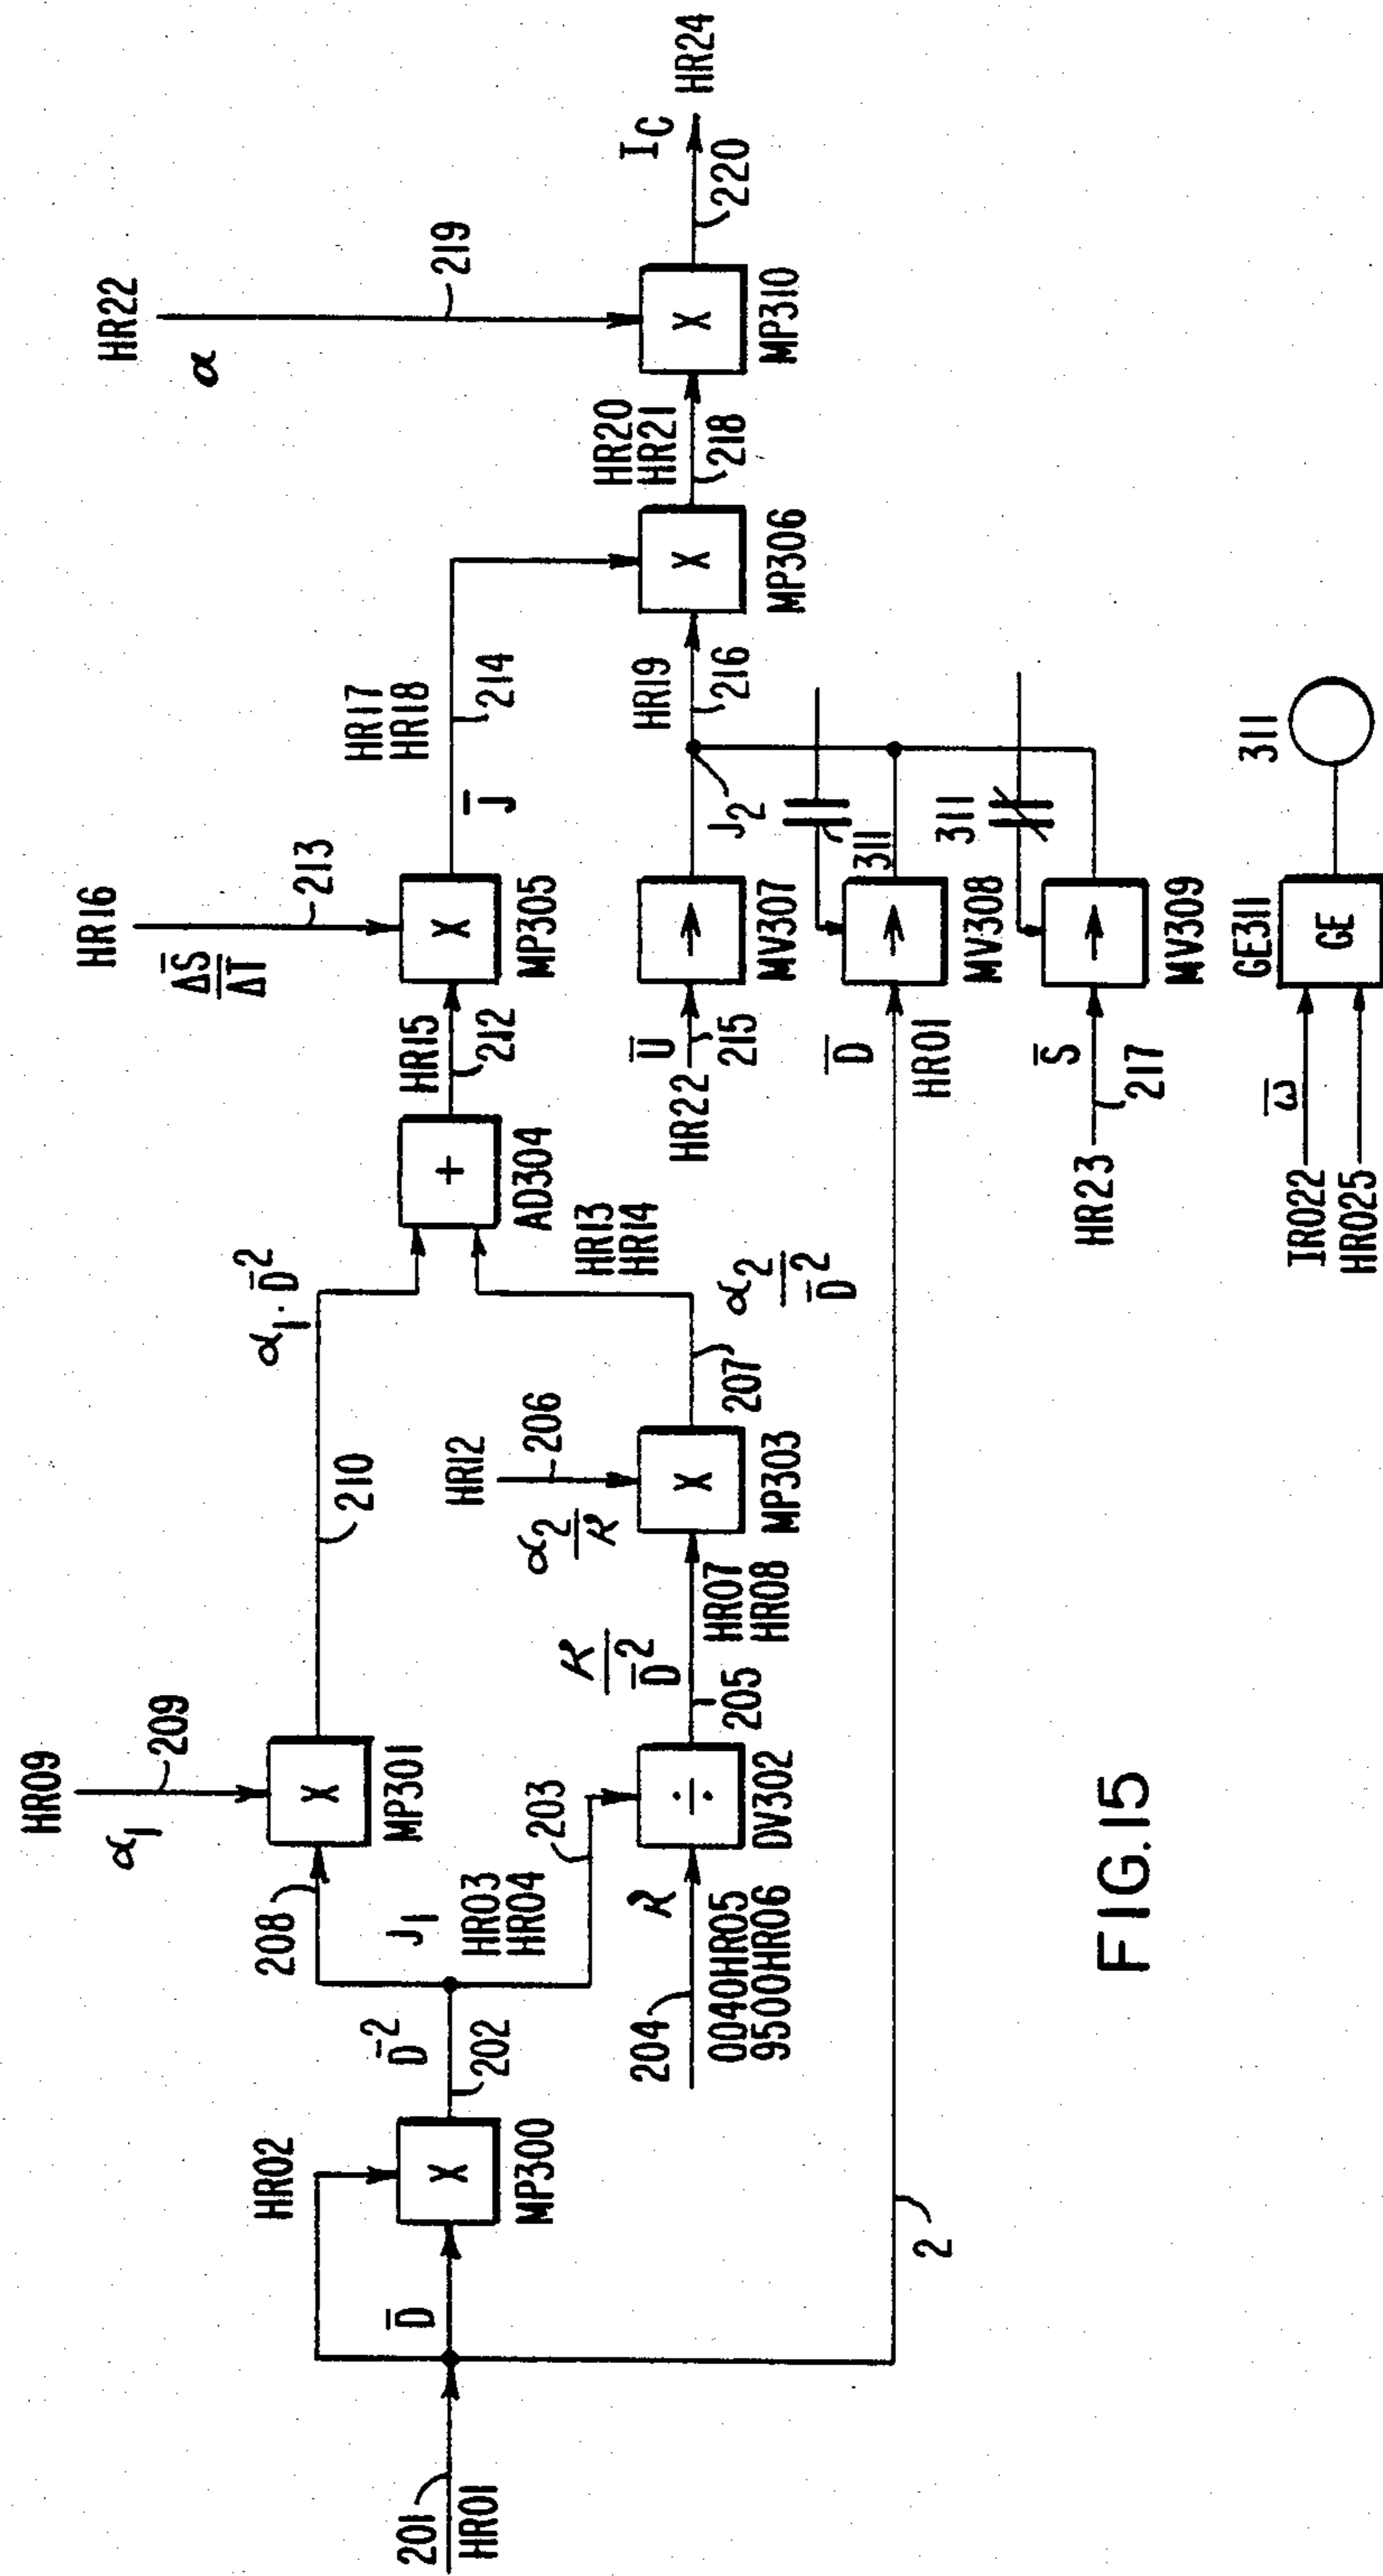 201
HR01
D̄
HR02
MP300
D̄²
202
J₁
208
HR09
α₁
209
MP301
HR03
HR04
203
204
0040HR05
9500HR06
DV302
205
D̄²
HR07
HR08
HR12
206
α₂
MP303
207
α₂
D̄²
HR13
HR14
210
α₁·D̄²
+
AD304
HR15
212
HR16
ΔS̄
ΔT
213
X
MP305
J̄
HR17
HR18
214
Ū
HR22
215
MV307
J₂
HR19
216
X
MP306
HR20
HR21
218
HR22
α
219
X
MP310
I_C
220
HR24
2
D̄
HR01
MV308
311
S̄
HR23
217
MV309
311
ω̄
IR022
HR025
GE311
GE
311
X
X
÷
X
FIG.15